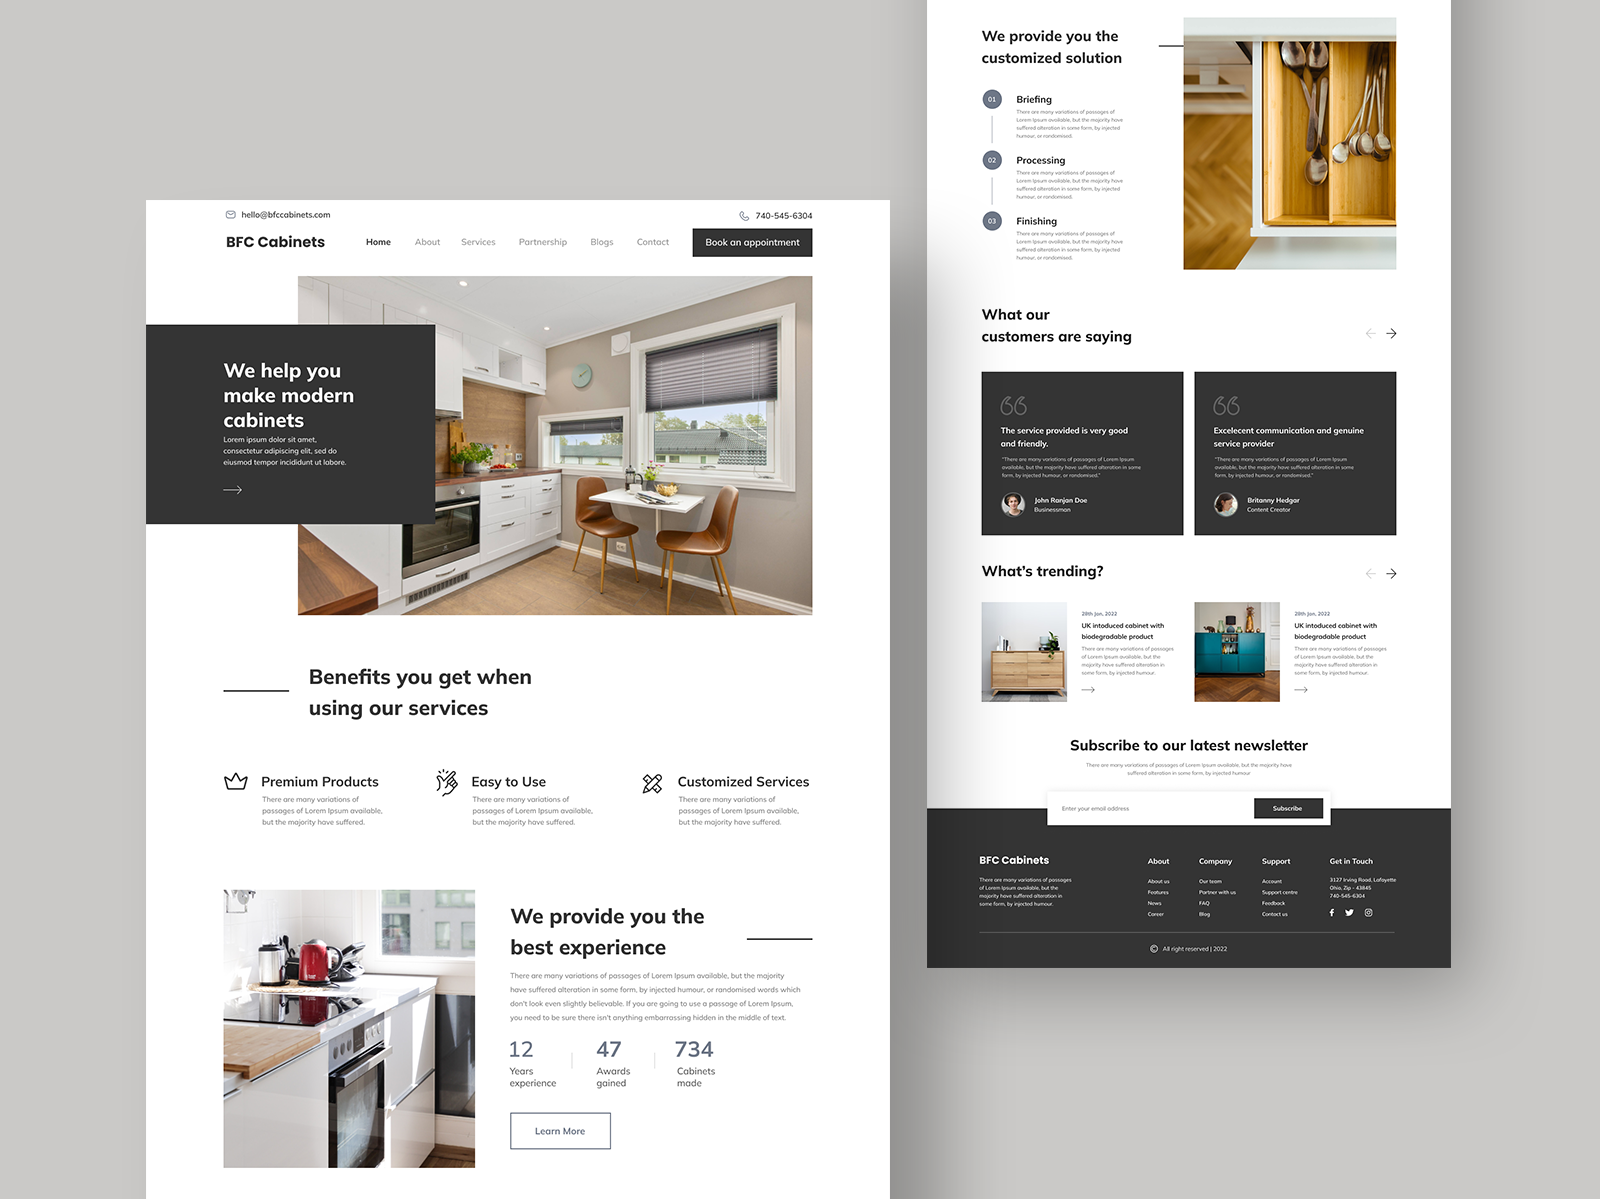 hello@bfccabinets.com
740-545-6304
BFC Cabinets
Home
About
Services
Partnership
Blogs
Contact
Book an appointment
We help you
make modern
cabinets
Lorem ipsum dolor sit amet,
consectetur adipiscing elit, sed do
eiusmod tempor incididunt ut labore.
Benefits you get when
using our services
Premium Products
There are many variations of
passages of Lorem Ipsum available,
but the majority have suffered.
Easy to Use
There are many variations of
passages of Lorem Ipsum available,
but the majority have suffered.
Customized Services
There are many variations of
passages of Lorem Ipsum available,
but the majority have suffered.
We provide you the
best experience
There are many variations of passages of Lorem Ipsum available, but the majority
have suffered alteration in some form, by injected humour, or randomised words which
don't look even slightly believable. If you are going to use a passage of Lorem Ipsum,
you need to be sure there isn't anything embarrassing hidden in the middle of text.
12
Years
experience
47
Awards
gained
734
Cabinets
made
Learn More
We provide you the
customized solution
01
Briefing
There are many variations of passages of
Lorem Ipsum available, but the majority have
suffered alteration in some form, by injected
humour, or randomised.
02
Processing
There are many variations of passages of
Lorem Ipsum available, but the majority have
suffered alteration in some form, by injected
humour, or randomised.
03
Finishing
There are many variations of passages of
Lorem Ipsum available, but the majority have
suffered alteration in some form, by injected
humour, or randomised.
What our
customers are saying
The service provided is very good
and friendly.
"There are many variations of passages of Lorem Ipsum
available, but the majority have suffered alteration in some
form, by injected humour, or randomised."
John Ranjan Doe
Businessman
Excelecent communication and genuine
service provider
"There are many variations of passages of Lorem Ipsum
available, but the majority have suffered alteration in some
form, by injected humour, or randomised."
Britanny Hedgar
Content Creator
What's trending?
28th Jan, 2022
UK intoduced cabinet with
biodegradable product
There are many variations of passages
of Lorem Ipsum available, but the
majority have suffered alteration in
some form, by injected humour.
28th Jan, 2022
UK intoduced cabinet with
biodegradable product
There are many variations of passages
of Lorem Ipsum available, but the
majority have suffered alteration in
some form, by injected humour.
Subscribe to our latest newsletter
There are many variations of passages of Lorem Ipsum available, but the majority have
suffered alteration in some form, by injected humour
Enter your email address
Subscribe
BFC Cabinets
There are many variations of passages
of Lorem Ipsum available, but the
majority have suffered alteration in
some form, by injected humour.
About
About us
Features
News
Career
Company
Our team
Partner with us
FAQ
Blog
Support
Account
Support centre
Feedback
Contact us
Get in Touch
3127 Irving Road, Lafayette
Ohio, Zip - 43845
740-545-6304
© All right reserved | 2022